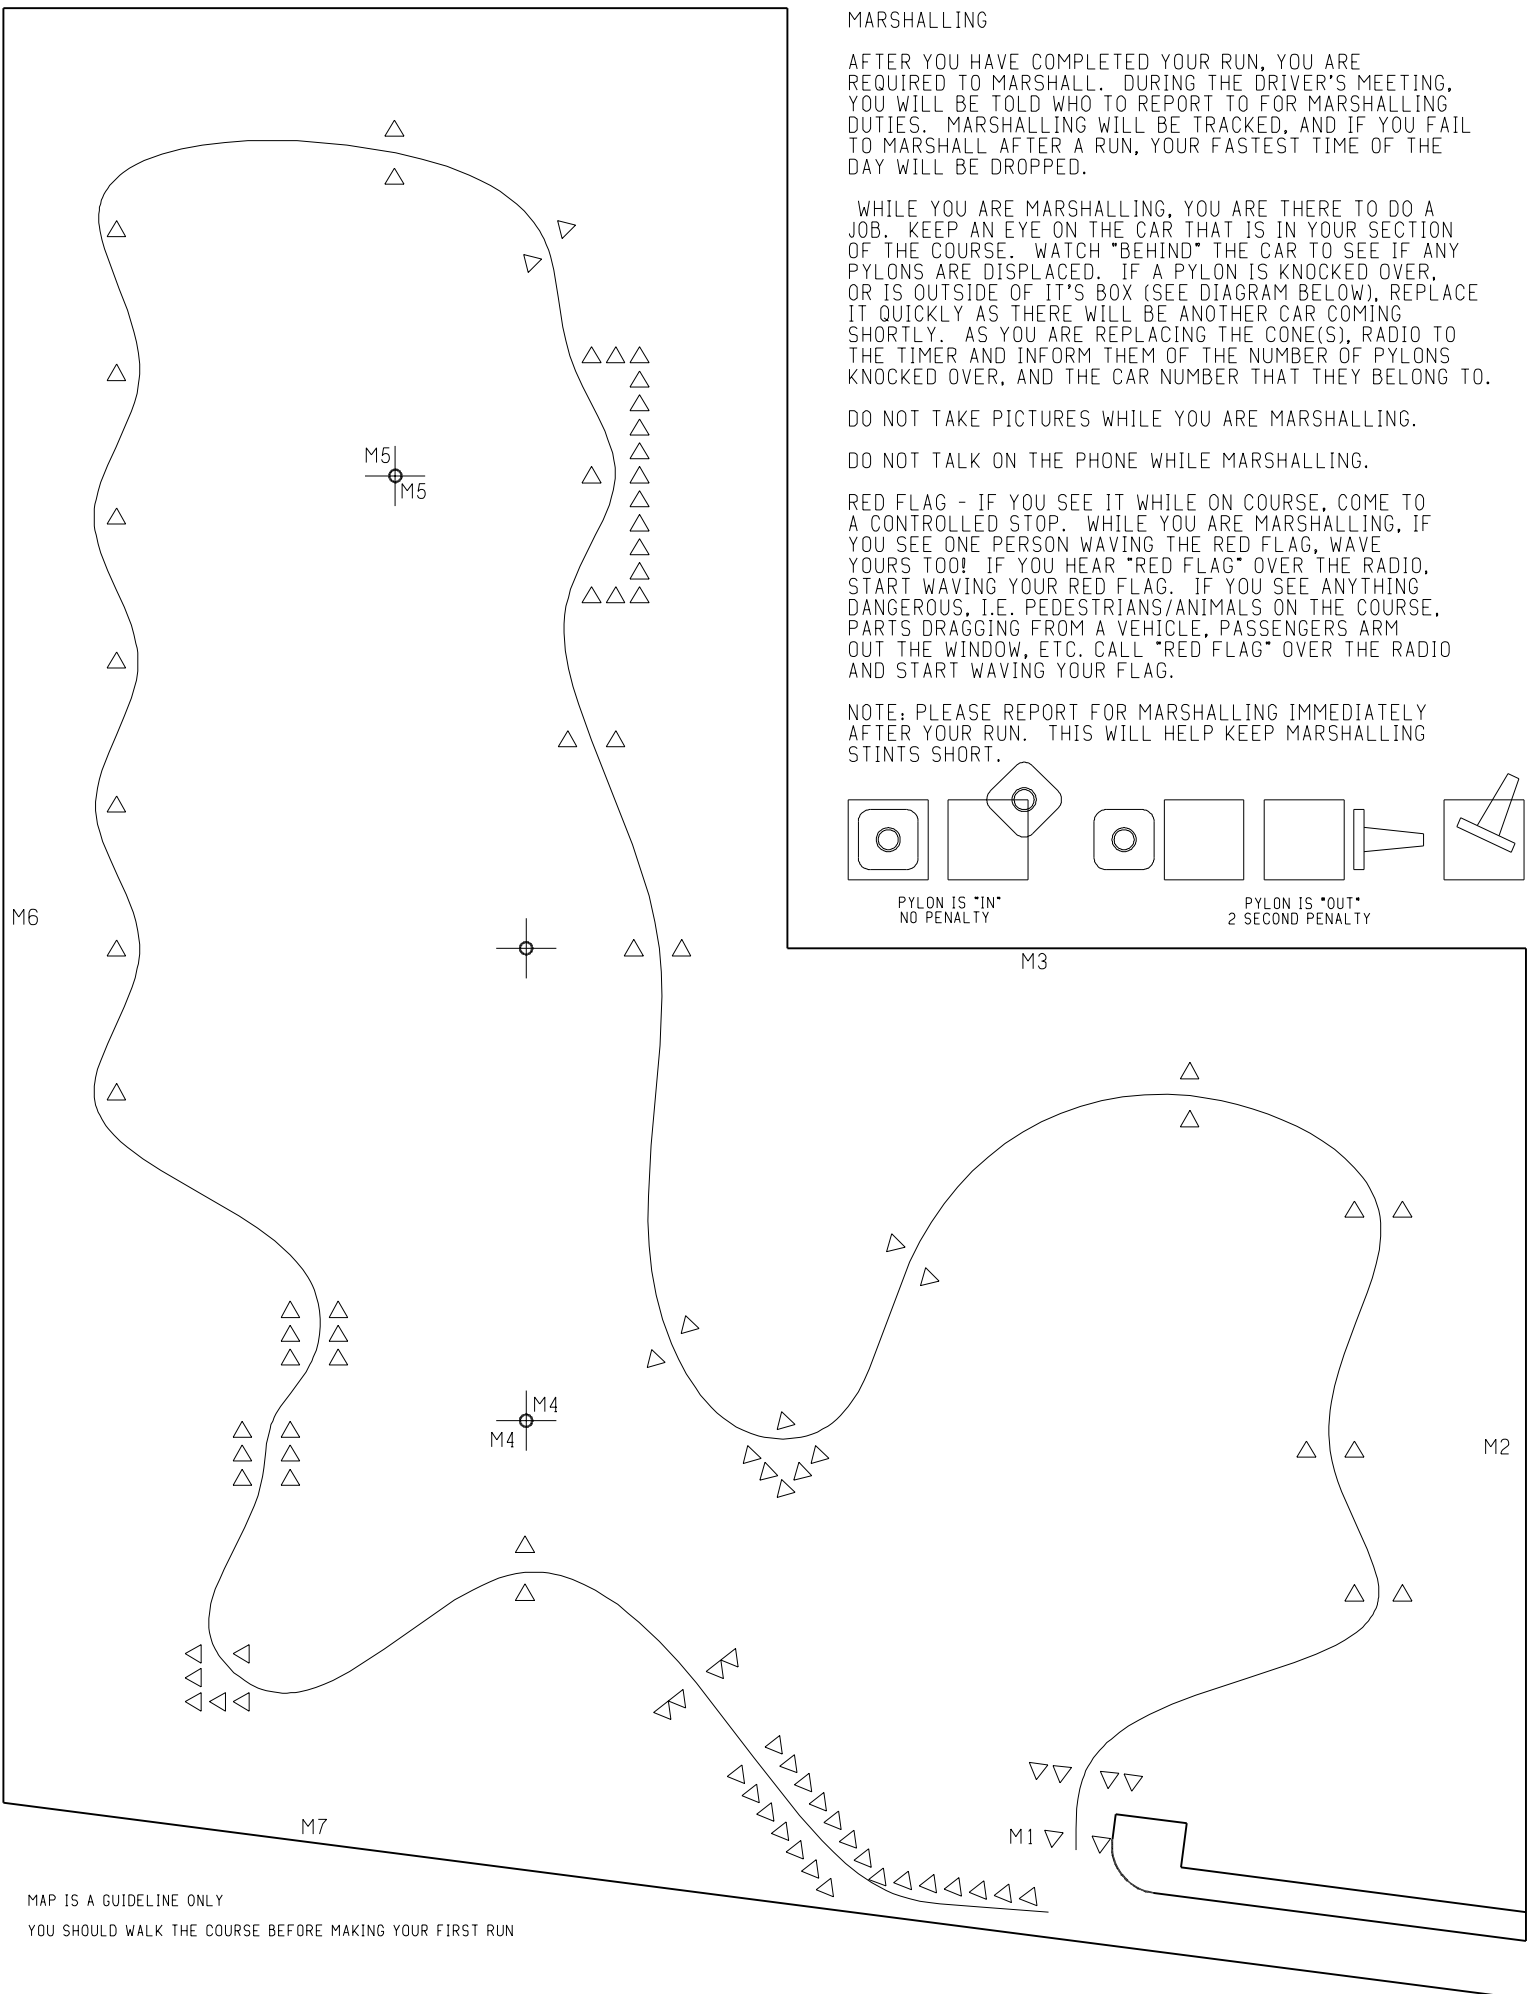 MARSHALLING
AFTER YOU HAVE COMPLETED YOUR RUN, YOU ARE
REQUIRED TO MARSHALL.  DURING THE DRIVER'S MEETING,
YOU WILL BE TOLD WHO TO REPORT TO FOR MARSHALLING
DUTIES.  MARSHALLING WILL BE TRACKED, AND IF YOU FAIL
TO MARSHALL AFTER A RUN, YOUR FASTEST TIME OF THE
DAY WILL BE DROPPED.
WHILE YOU ARE MARSHALLING, YOU ARE THERE TO DO A
JOB.  KEEP AN EYE ON THE CAR THAT IS IN YOUR SECTION
OF THE COURSE.  WATCH "BEHIND" THE CAR TO SEE IF ANY
PYLONS ARE DISPLACED.  IF A PYLON IS KNOCKED OVER,
OR IS OUTSIDE OF IT'S BOX (SEE DIAGRAM BELOW), REPLACE
IT QUICKLY AS THERE WILL BE ANOTHER CAR COMING
SHORTLY.  AS YOU ARE REPLACING THE CONE(S), RADIO TO
THE TIMER AND INFORM THEM OF THE NUMBER OF PYLONS
KNOCKED OVER, AND THE CAR NUMBER THAT THEY BELONG TO.
DO NOT TAKE PICTURES WHILE YOU ARE MARSHALLING.
DO NOT TALK ON THE PHONE WHILE MARSHALLING.
RED FLAG - IF YOU SEE IT WHILE ON COURSE, COME TO
A CONTROLLED STOP.  WHILE YOU ARE MARSHALLING, IF
YOU SEE ONE PERSON WAVING THE RED FLAG, WAVE
YOURS TOO!  IF YOU HEAR "RED FLAG" OVER THE RADIO,
START WAVING YOUR RED FLAG.  IF YOU SEE ANYTHING
DANGEROUS, I.E. PEDESTRIANS/ANIMALS ON THE COURSE,
PARTS DRAGGING FROM A VEHICLE, PASSENGERS ARM
OUT THE WINDOW, ETC. CALL "RED FLAG" OVER THE RADIO
AND START WAVING YOUR FLAG.
NOTE: PLEASE REPORT FOR MARSHALLING IMMEDIATELY
AFTER YOUR RUN.  THIS WILL HELP KEEP MARSHALLING
STINTS SHORT.
PYLON IS "IN"
NO PENALTY
PYLON IS "OUT"
2 SECOND PENALTY
M5
M5
M6
M3
M4
M4
M2
M7
M1
MAP IS A GUIDELINE ONLY
YOU SHOULD WALK THE COURSE BEFORE MAKING YOUR FIRST RUN